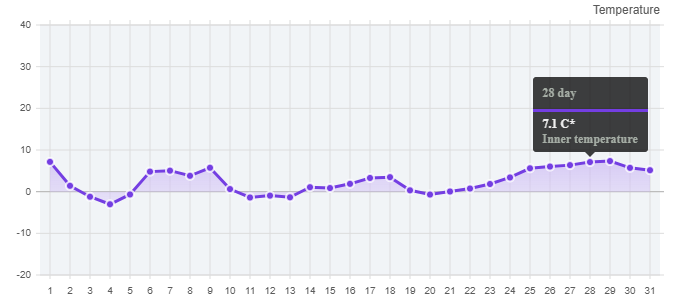 Temperature
40
30
20
10
0
-10
-20
28 day
7.1 C*
Inner temperature
1 2 3 4 5 6 7 8 9 10 11 12 13 14 15 16 17 18 19 20 21 22 23 24 25 26 27 28 29 30 31